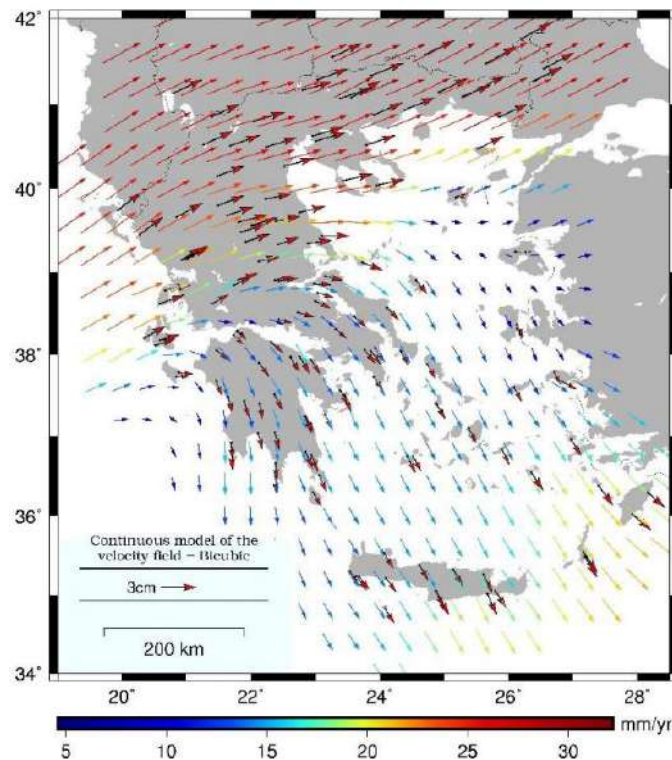 42°
40°
38°
36°
34°
Continuous model of the
velocity field – Bicubic
3cm
200 km
20° 22° 24° 26° 28°
mm/yr
5 10 15 20 25 30